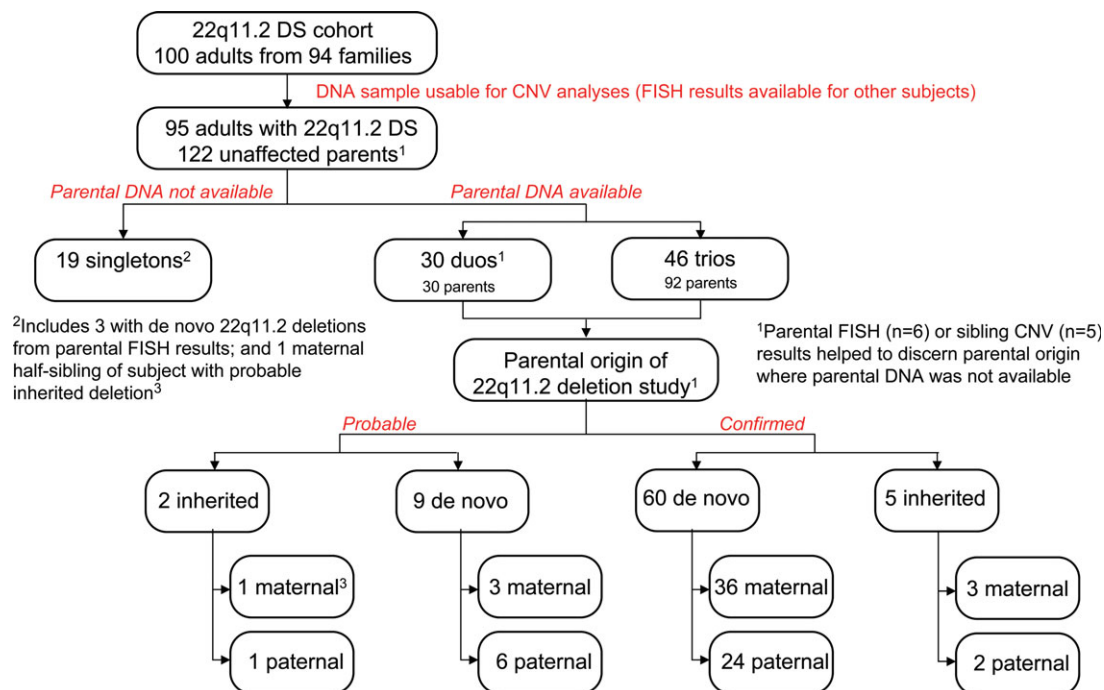 22q11.2 DS cohort
100 adults from 94 families
DNA sample usable for CNV analyses (FISH results available for other subjects)
95 adults with 22q11.2 DS
122 unaffected parents¹
Parental DNA not available
Parental DNA available
19 singletons²
30 duos¹
30 parents
46 trios
92 parents
²Includes 3 with de novo 22q11.2 deletions
from parental FISH results; and 1 maternal
half-sibling of subject with probable
inherited deletion³
Parental origin of
22q11.2 deletion study¹
¹Parental FISH (n=6) or sibling CNV (n=5)
results helped to discern parental origin
where parental DNA was not available
Probable
Confirmed
2 inherited
9 de novo
60 de novo
5 inherited
1 maternal³
3 maternal
36 maternal
3 maternal
1 paternal
6 paternal
24 paternal
2 paternal